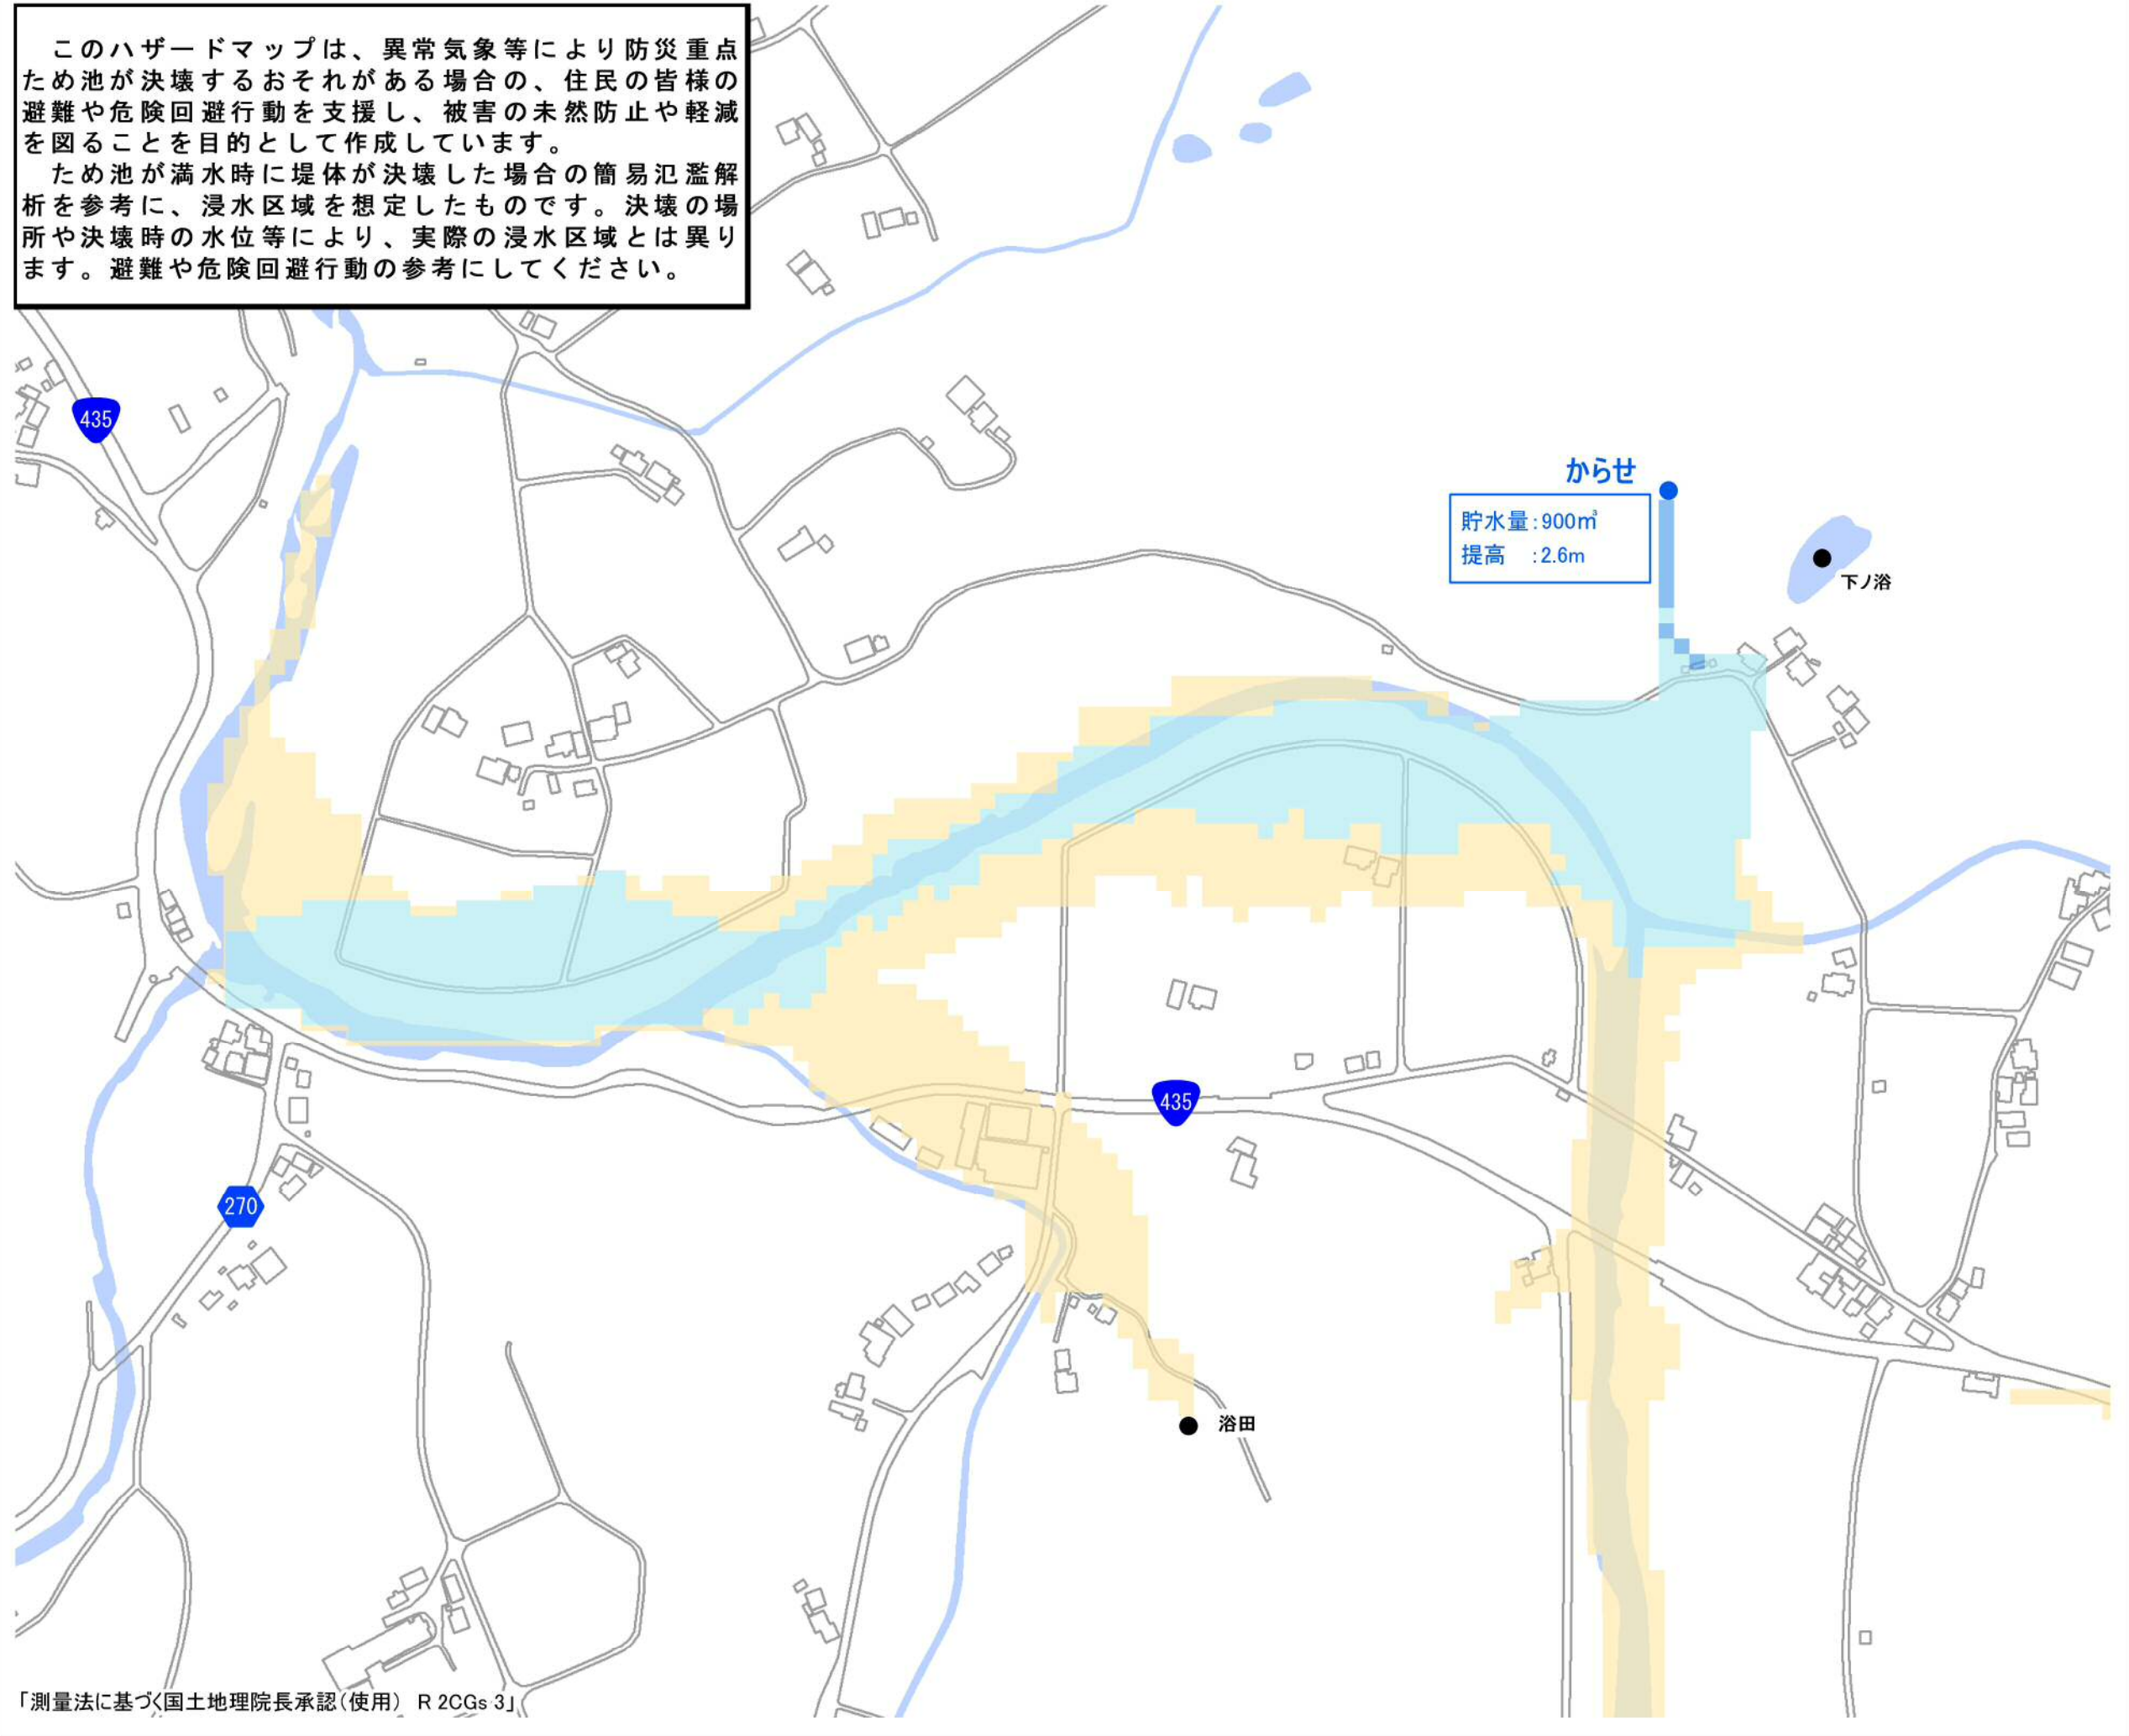 このハザードマップは、異常気象等により防災重点
ため池が決壊するおそれがある場合の、住民の皆様の
避難や危険回避行動を支援し、被害の未然防止や軽減
を図ることを目的として作成しています。
ため池が満水時に堤体が決壊した場合の簡易氾濫解
析を参考に、浸水区域を想定したものです。決壊の場
所や決壊時の水位等により、実際の浸水区域とは異り
ます。避難や危険回避行動の参考にしてください。
435
からせ
貯水量:900㎥
提高 :2.6m
下ノ浴
435
270
浴田
「測量法に基づく国土地理院長承認(使用) R 2CGs 3」